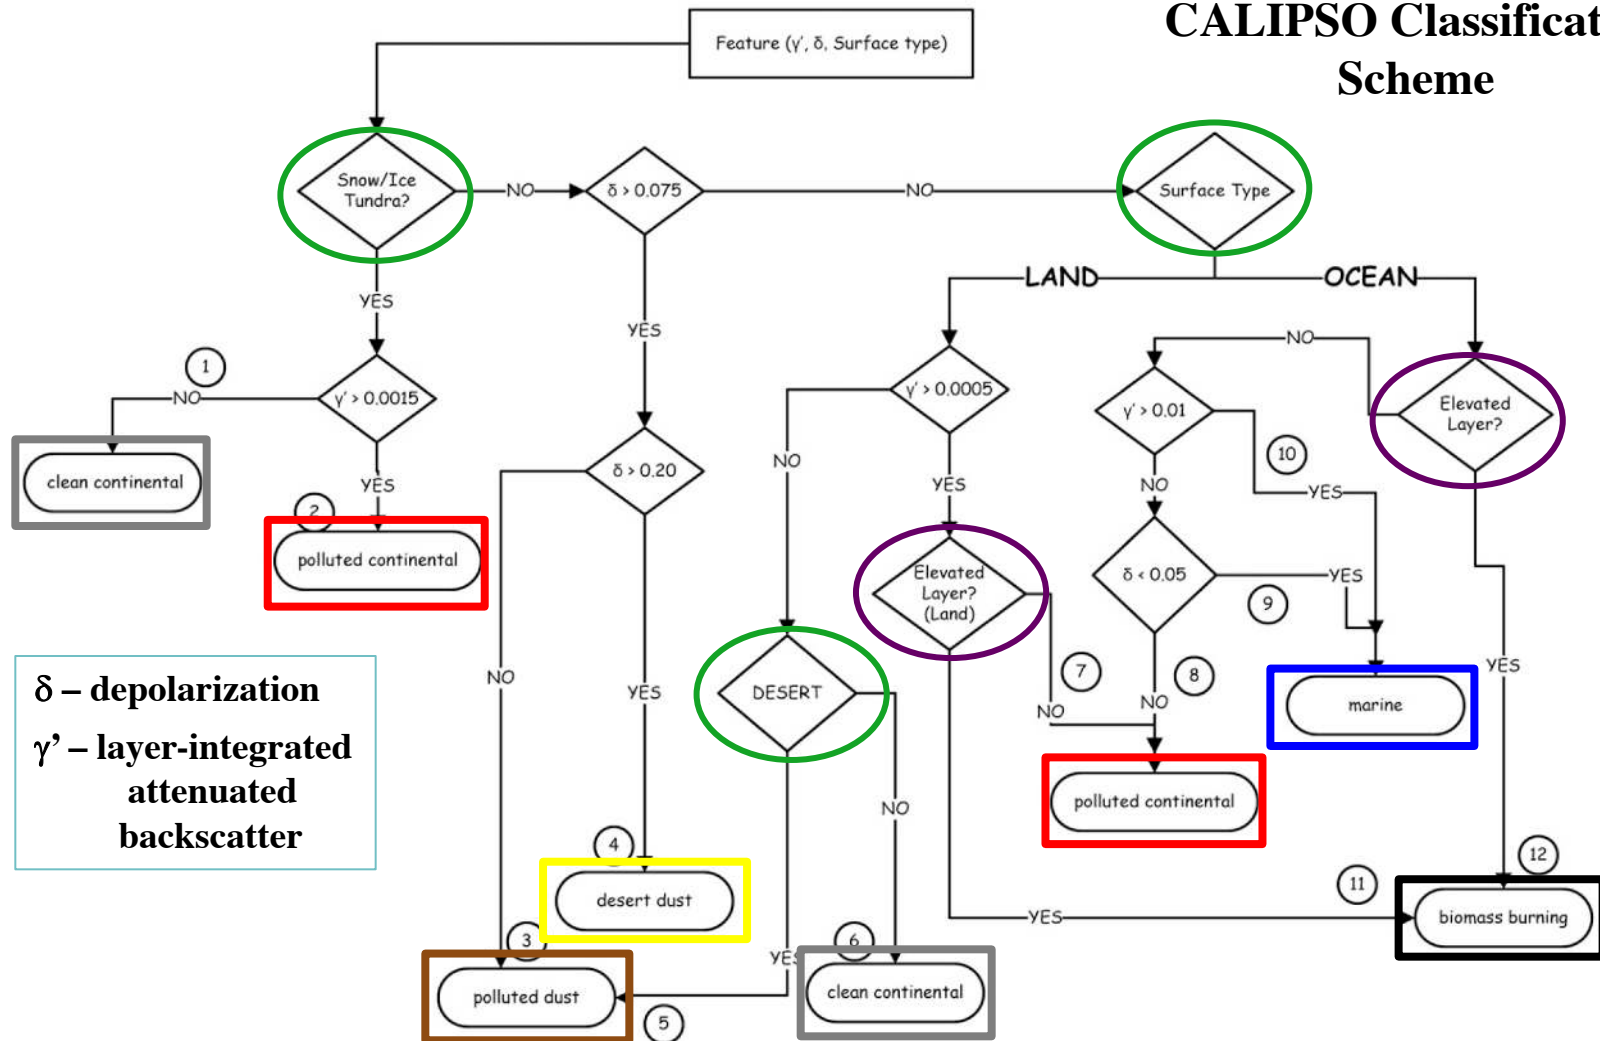 CALIPSO Classificat
Scheme
Feature (γ', δ, Surface type)
Snow/Ice
Tundra?
NO
δ > 0.075
NO
Surface Type
YES
YES
LAND
OCEAN
NO
1
NO
γ' > 0.0015
γ' > 0.0005
γ' > 0.01
Elevated
Layer?
clean continental
YES
2
polluted continental
δ > 0.20
NO
YES
NO
10
YES
Elevated
Layer?
(Land)
δ < 0.05
YES
9
δ – depolarization
γ' – layer-integrated
attenuated
backscatter
NO
YES
DESERT
7
NO
8
NO
marine
YES
polluted continental
NO
4
desert dust
11
12
YES
biomass burning
3
polluted dust
YES
5
6
clean continental